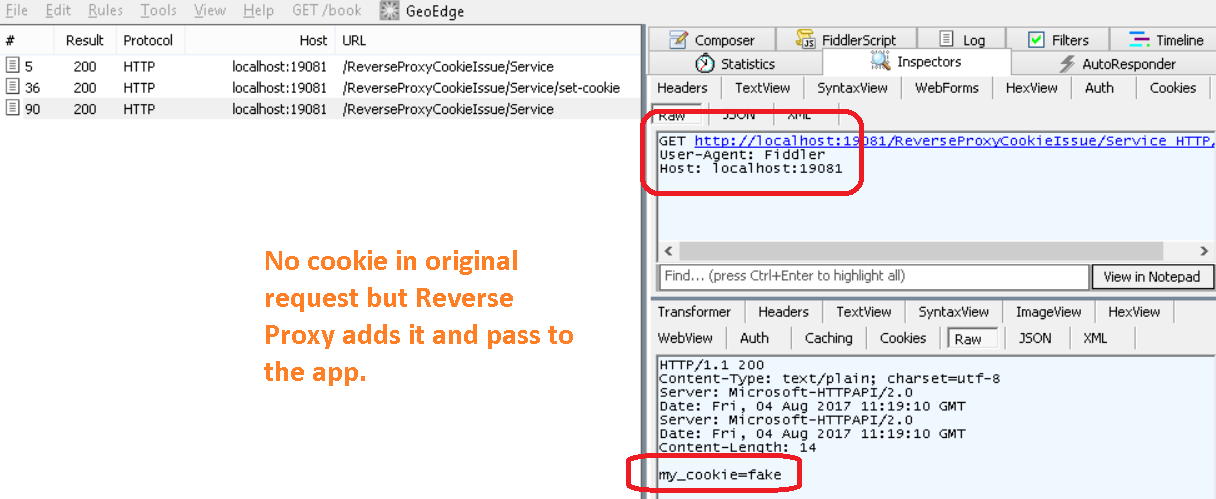 File Edit Rules Tools View Help GET /book GeoEdge
# Result Protocol Host URL
5 200 HTTP localhost:19081 /ReverseProxyCookieIssue/Service
36 200 HTTP localhost:19081 /ReverseProxyCookieIssue/Service/set-cookie
90 200 HTTP localhost:19081 /ReverseProxyCookieIssue/Service
No cookie in original
request but Reverse
Proxy adds it and pass to
the app.
Composer FiddlerScript Log Filters Timeline
Statistics Inspectors AutoResponder
Headers TextView SyntaxView WebForms HexView Auth Cookies
Raw JSON XML
GET http://localhost:19081/ReverseProxyCookieIssue/Service HTTP/
User-Agent: Fiddler
Host: localhost:19081
Find... (press Ctrl+Enter to highlight all) View in Notepad
Transformer Headers TextView SyntaxView ImageView HexView
WebView Auth Caching Cookies Raw JSON XML
HTTP/1.1 200
Content-Type: text/plain; charset=utf-8
Server: Microsoft-HTTPAPI/2.0
Date: Fri, 04 Aug 2017 11:19:10 GMT
Server: Microsoft-HTTPAPI/2.0
Date: Fri, 04 Aug 2017 11:19:10 GMT
Content-Length: 14
my_cookie=fake